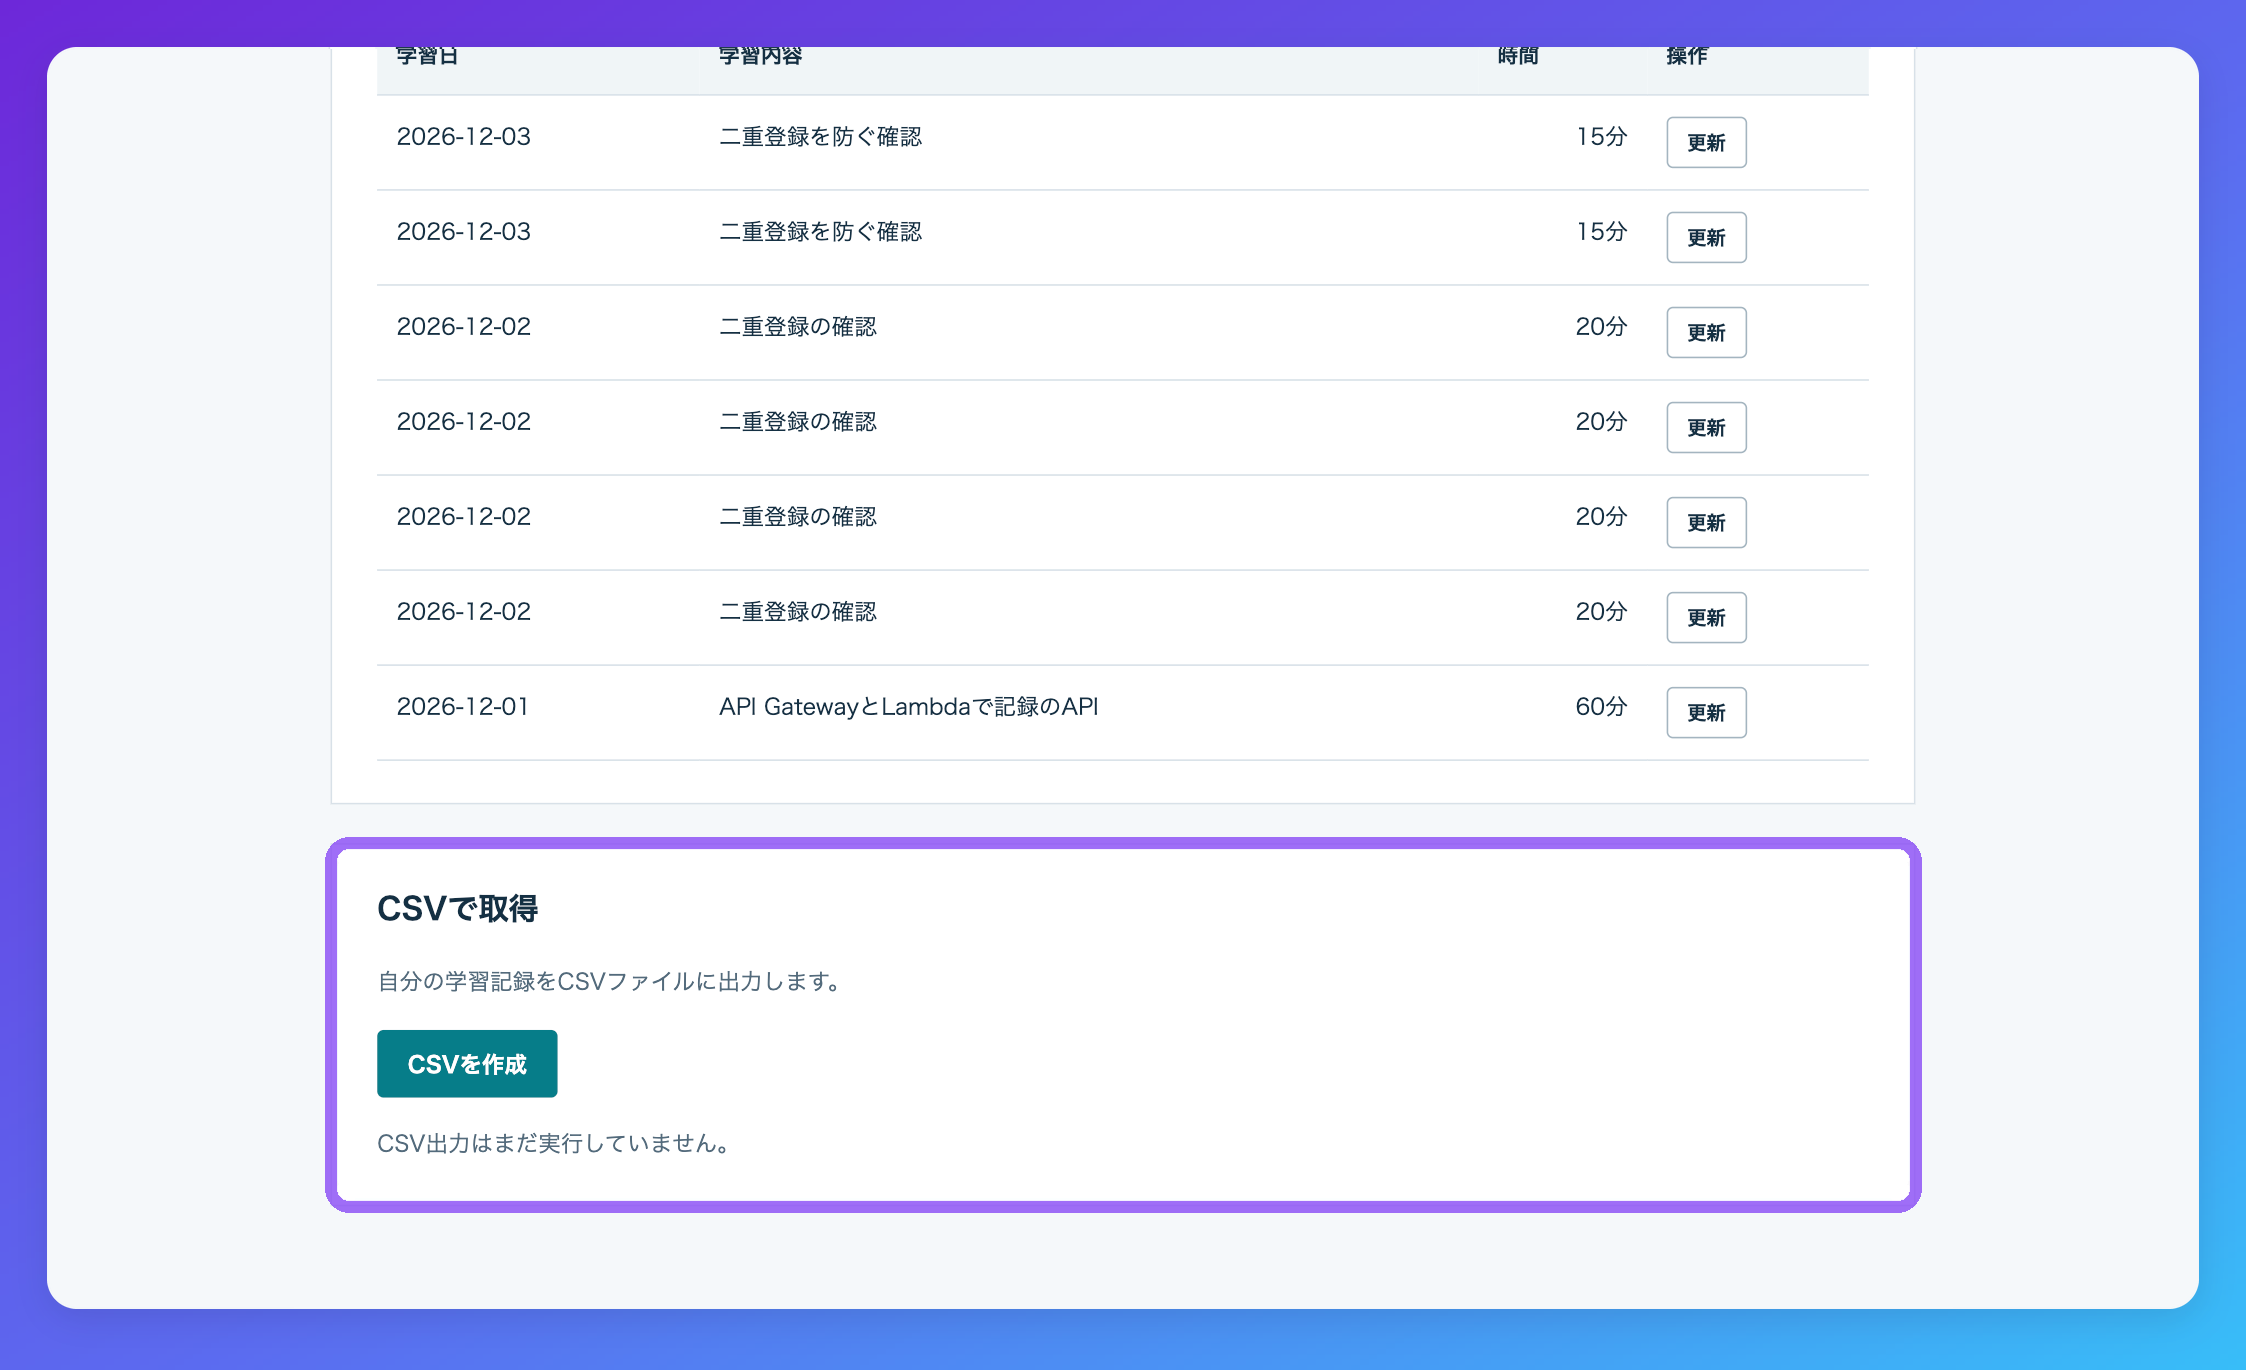 学習日 学習内容 時間 操作
2026-12-03 二重登録を防ぐ確認 15分 更新
2026-12-03 二重登録を防ぐ確認 15分 更新
2026-12-02 二重登録の確認 20分 更新
2026-12-02 二重登録の確認 20分 更新
2026-12-02 二重登録の確認 20分 更新
2026-12-02 二重登録の確認 20分 更新
2026-12-01 API GatewayとLambdaで記録のAPI 60分 更新
CSVで取得
自分の学習記録をCSVファイルに出力します。
CSVを作成
CSV出力はまだ実行していません。